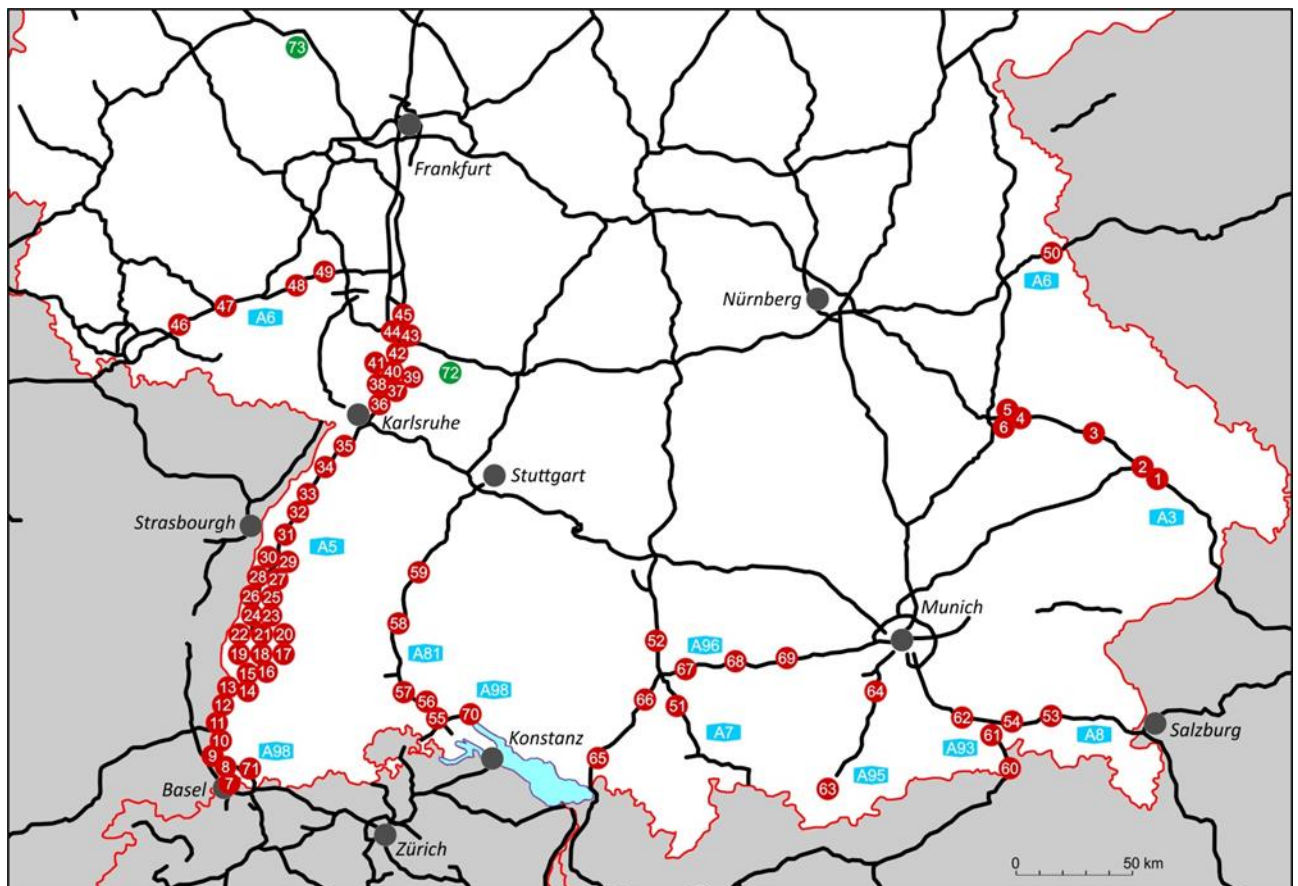 73
Frankfurt
50
A6
49
48
47
Nürnberg
46
A6
45
44 43
42
41 40 39
38 37
72
36
5
4
Karlsruhe
6
3
35
34
2
1
Stuttgart
33
32
A3
Strasbourgh
31
A5
30 29
28 27
59
26 25
24 23
Munich
58
22 21 20
52
A96
A81
19 18 17
69
68
67
15 16
13 14
57
A98
64
56
66
12
51
55 70
62 54 53
11
A7
A93
61
A8
Salzburg
10
9
A98
Konstanz
65
8 71
60
A95
7
Basel
63
Zürich
0 50 km